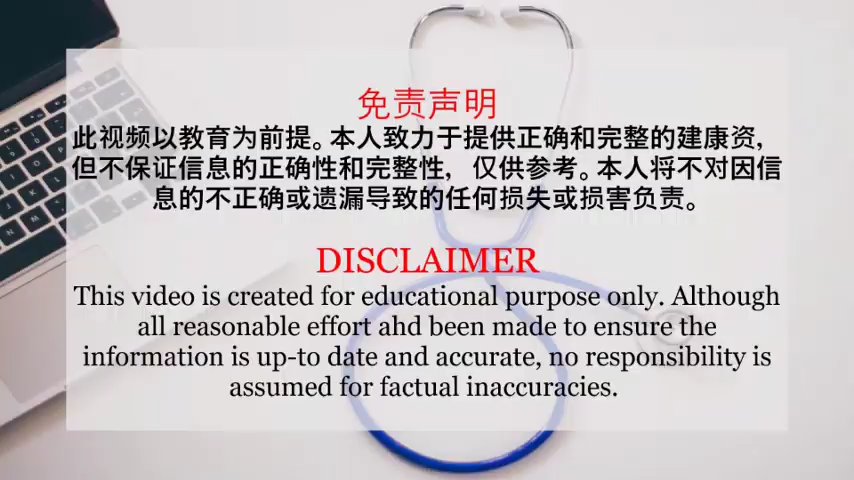 免责声明
此视频以教育为前提。本人致力于提供正确和完整的建康资，
但不保证信息的正确性和完整性，仅供参考。本人将不对因信
息的不正确或遗漏导致的任何损失或损害负责。
DISCLAIMER
This video is created for educational purpose only. Although
all reasonable effort ahd been made to ensure the
information is up-to date and accurate, no responsibility is
assumed for factual inaccuracies.